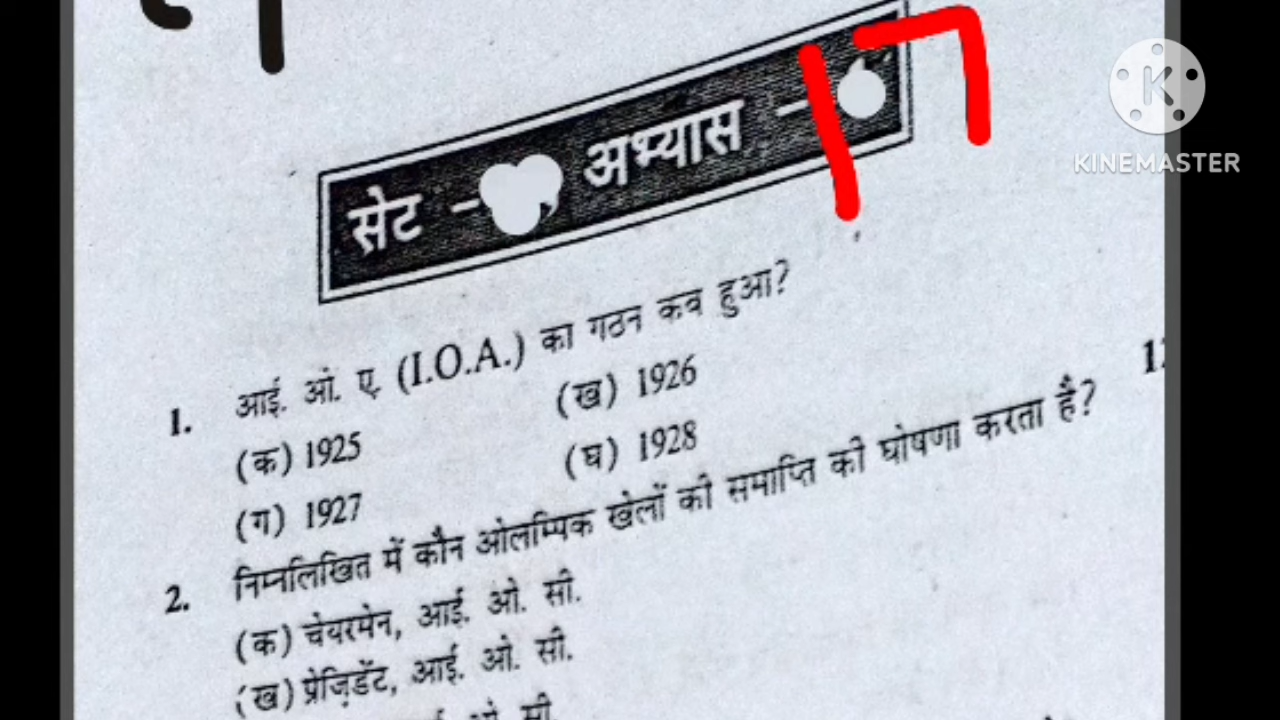 KINEMASTER
सेट - अभ्यास - 17
1. आई. ओ. ए. (I.O.A.) का गठन कब हुआ?
(क) 1925 (ख) 1926
(ग) 1927 (घ) 1928
2. निम्नलिखित में कौन ओलम्पिक खेलों की समाप्ति की घोषणा करता है?
(क) चेयरमेन, आई. ओ. सी.
(ख) प्रेज़िडेंट, आई. ओ. सी.